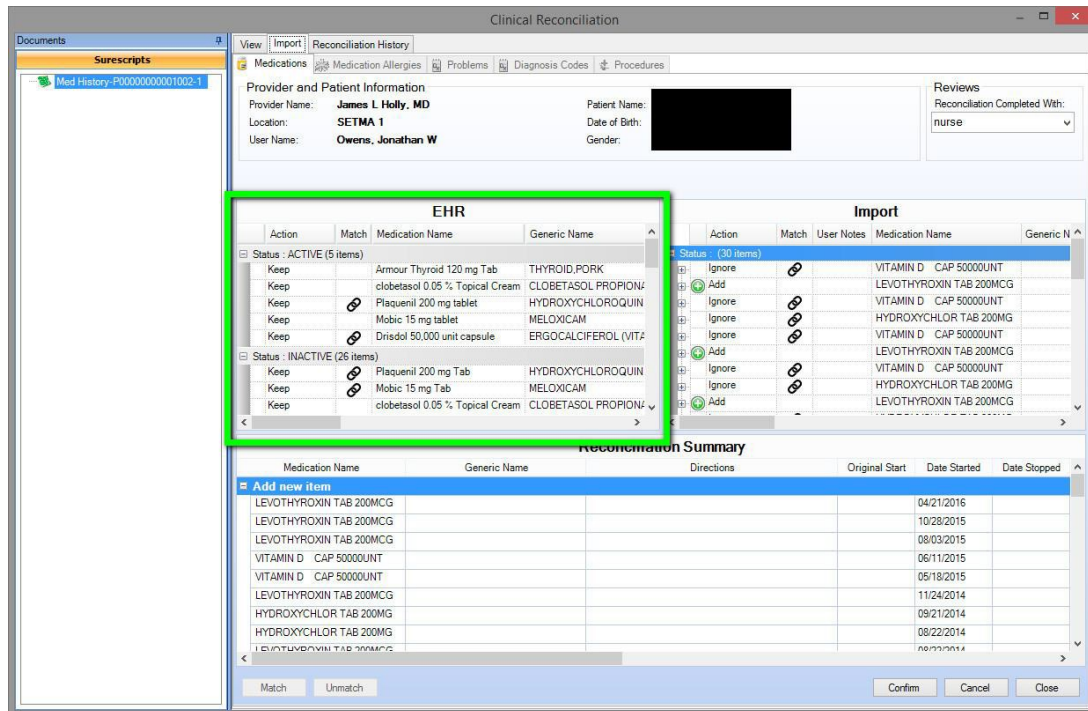 Clinical Reconciliation
Documents
Surescripts
Med History-P00000000001002-1
View Import Reconciliation History
Medications Medication Allergies Problems Diagnosis Codes Procedures
Provider and Patient Information
Provider Name: James L Holly, MD Patient Name:
Location: SETMA 1 Date of Birth:
User Name: Owens, Jonathan W Gender:
Reviews
Reconciliation Completed With:
nurse
EHR
Action Match Medication Name Generic Name
Status : ACTIVE (5 items)
Keep Armour Thyroid 120 mg Tab THYROID,PORK
Keep clobetasol 0.05 % Topical Cream CLOBETASOL PROPIONA
Keep Plaquenil 200 mg tablet HYDROXYCHLOROQUIN
Keep Mobic 15 mg tablet MELOXICAM
Keep Drisdol 50,000 unit capsule ERGOCALCIFEROL (VITA
Status : INACTIVE (26 items)
Keep Plaquenil 200 mg Tab HYDROXYCHLOROQUIN
Keep Mobic 15 mg Tab MELOXICAM
Keep clobetasol 0.05 % Topical Cream CLOBETASOL PROPIONA
Import
Action Match User Notes Medication Name Generic N
Status : (30 items)
Ignore VITAMIN D CAP 50000UNT
Add LEVOTHYROXIN TAB 200MCG
Ignore VITAMIN D CAP 50000UNT
Ignore HYDROXYCHLOR TAB 200MG
Ignore VITAMIN D CAP 50000UNT
Add LEVOTHYROXIN TAB 200MCG
Ignore VITAMIN D CAP 50000UNT
Ignore HYDROXYCHLOR TAB 200MG
Add LEVOTHYROXIN TAB 200MCG
Reconciliation Summary
Medication Name Generic Name Directions Original Start Date Started Date Stopped
Add new item
LEVOTHYROXIN TAB 200MCG 04/21/2016
LEVOTHYROXIN TAB 200MCG 10/28/2015
LEVOTHYROXIN TAB 200MCG 08/03/2015
VITAMIN D CAP 50000UNT 06/11/2015
VITAMIN D CAP 50000UNT 05/18/2015
LEVOTHYROXIN TAB 200MCG 11/24/2014
HYDROXYCHLOR TAB 200MG 09/21/2014
HYDROXYCHLOR TAB 200MG 08/22/2014
LEVOTHYROXIN TAB 200MCG 08/22/2014
Match Unmatch Confirm Cancel Close